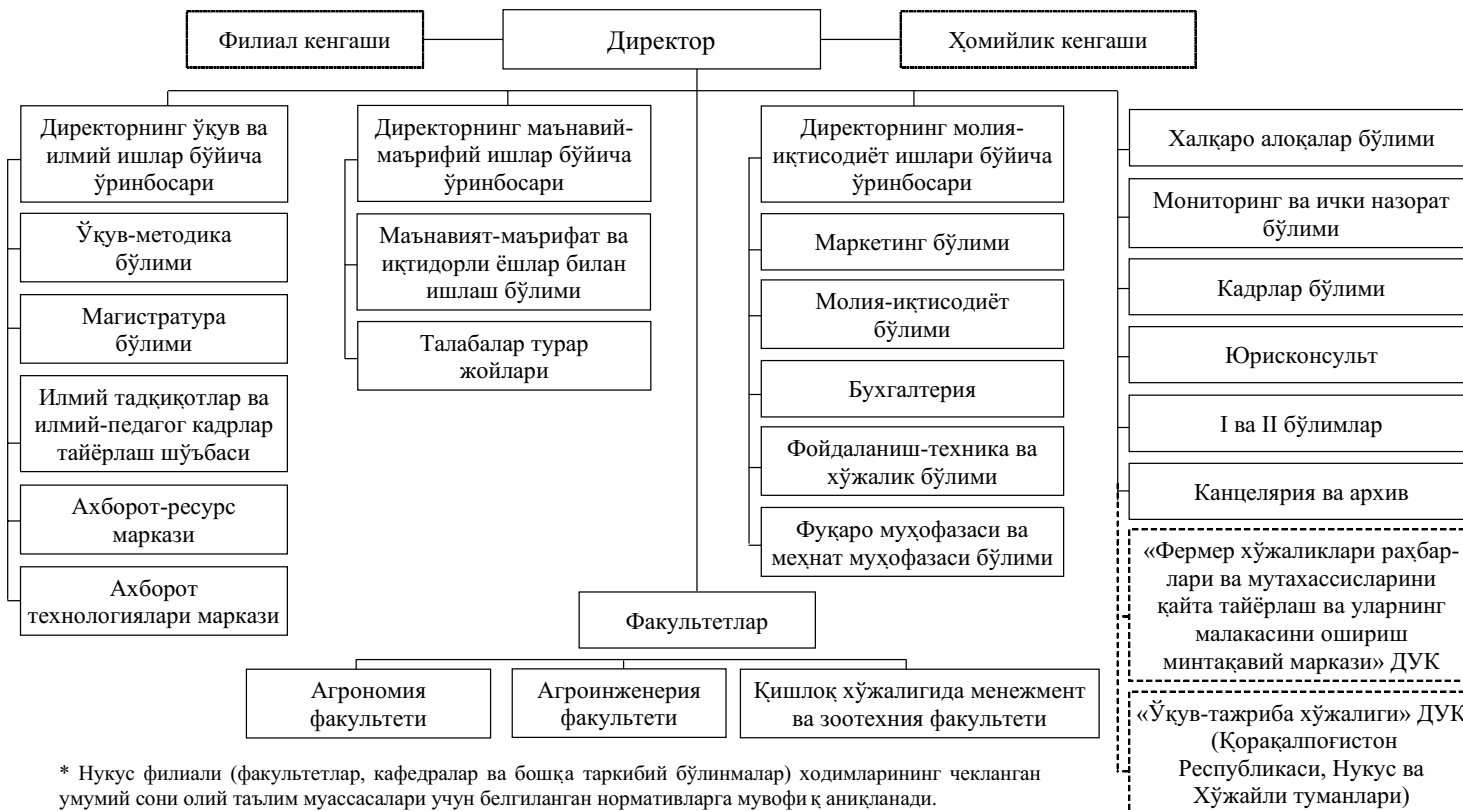 Филиал кенгаши
Директор
Ҳомийлик кенгаши
Директорнинг ўқув ва
илмий ишлар бўйича
ўринбосари
Ўқув-методика
бўлими
Магистратура
бўлими
Илмий тадқиқотлар ва
илмий-педагог кадрлар
тайёрлаш шўъбаси
Ахборот-ресурс
маркази
Ахборот
технологиялари маркази
Директорнинг маънавий-
маърифий ишлар бўйича
ўринбосари
Маънавият-маърифат ва
иқтидорли ёшлар билан
ишлаш бўлими
Талабалар турар
жойлари
Директорнинг молия-
иқтисодиёт ишлари бўйича
ўринбосари
Маркетинг бўлими
Молия-иқтисодиёт
бўлими
Бухгалтерия
Фойдаланиш-техника ва
хўжалик бўлими
Фуқаро муҳофазаси ва
меҳнат муҳофазаси бўлими
Халқаро алоқалар бўлими
Мониторинг ва ички назорат
бўлими
Кадрлар бўлими
Юрисконсульт
I ва II бўлимлар
Канцелярия ва архив
«Фермер хўжаликлари раҳбар-
лари ва мутахассисларини
қайта тайёрлаш ва уларнинг
малакасини ошириш
минтақавий маркази» ДУК
«Ўқув-тажриба хўжалиги» ДУК
(Қорақалпоғистон
Республикаси, Нукус ва
Хўжайли туманлари)
Факультетлар
Агрономия
факультети
Агроинженерия
факультети
Қишлоқ хўжалигида менежмент
ва зоотехния факультети
* Нукус филиали (факультетлар, кафедралар ва бошқа таркибий бўлинмалар) ходимларининг чекланган
умумий сони олий таълим муассасалари учун белгиланган нормативларга мувофиқ аниқланади.